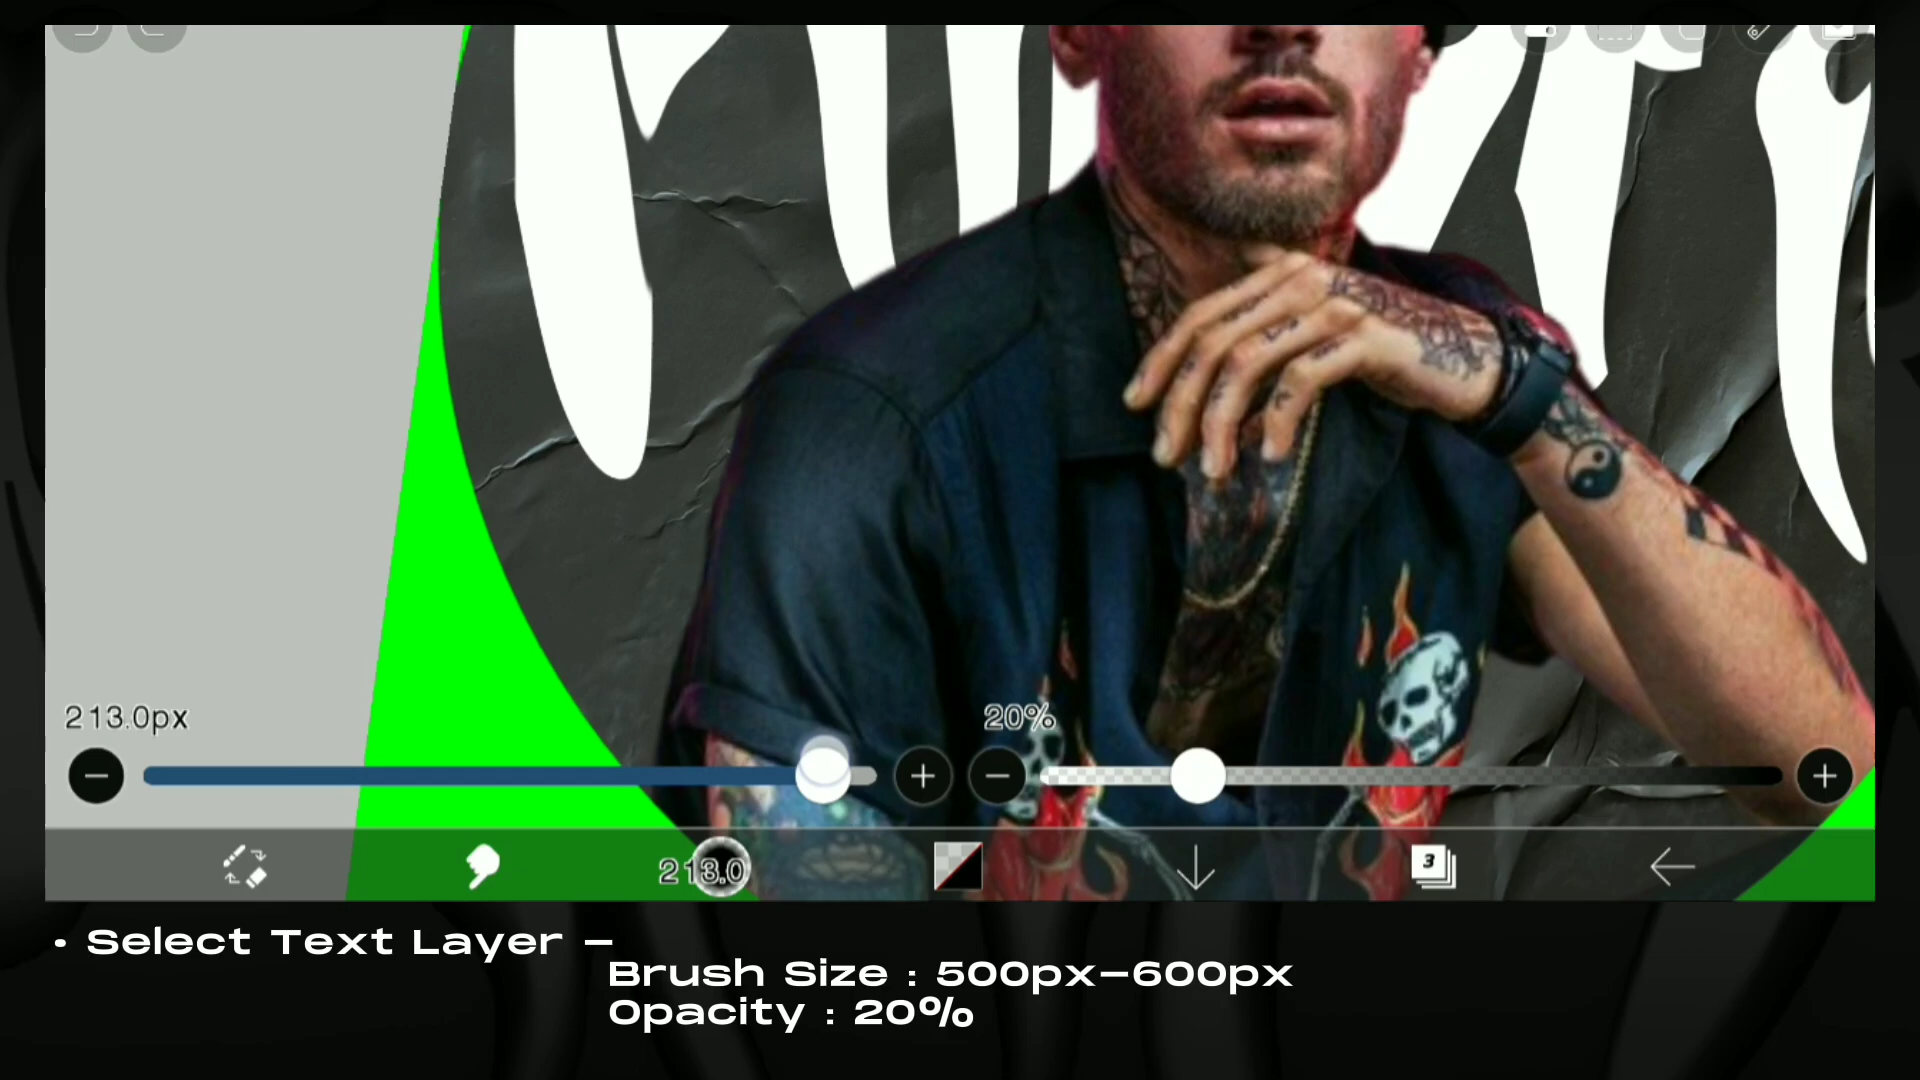 213.0px
20%
213.0
3
• Select Text Layer –
Brush Size : 500px–600px
Opacity : 20%